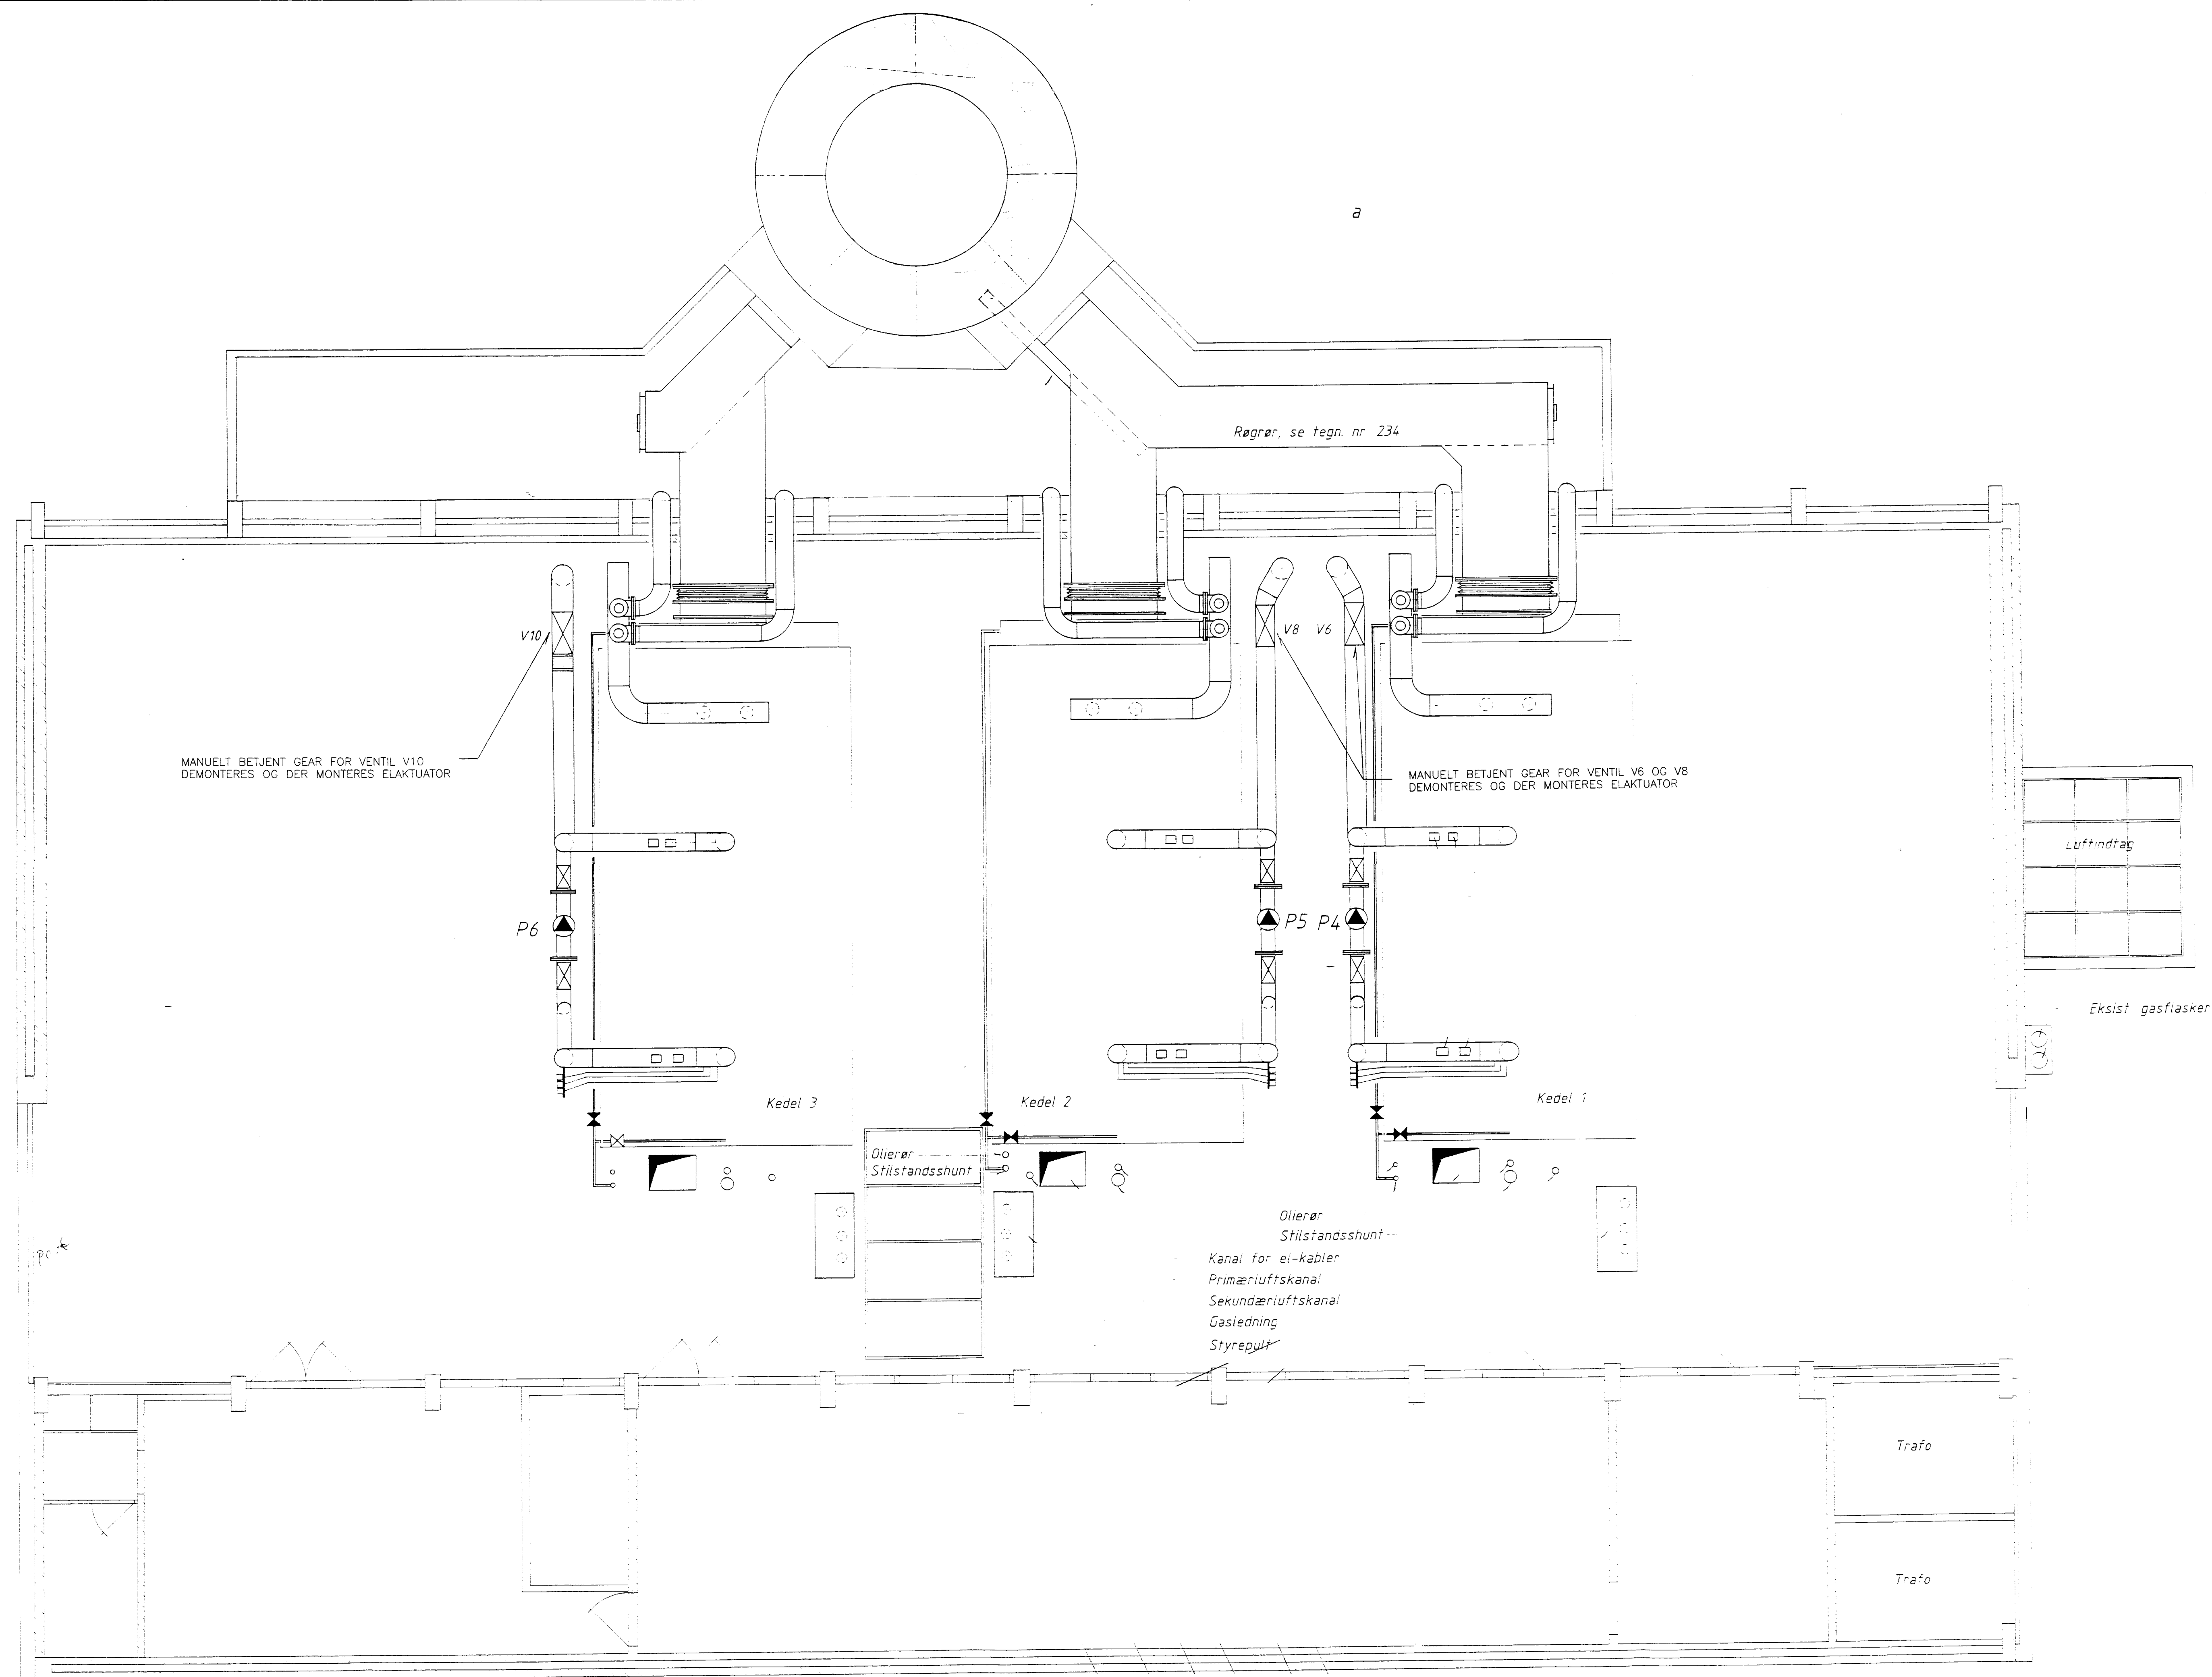 a
Røgrør, se tegn. nr 234
V10
V8 V6
MANUELT BETJENT GEAR FOR VENTIL V10
DEMONTERES OG DER MONTERES ELAKTUATOR
MANUELT BETJENT GEAR FOR VENTIL V6 OG V8
DEMONTERES OG DER MONTERES ELAKTUATOR
Luftindtag
P6
P5 P4
Eksist gasflasker
Kedel 3
Kedel 2
Kedel 1
Olierør
Stilstandsshunt
Olierør
Stilstandsshunt
Kanal for el-kabler
Primærluftskanal
Sekundærluftskanal
Gasledning
Styrepult
Trafo
Trafo